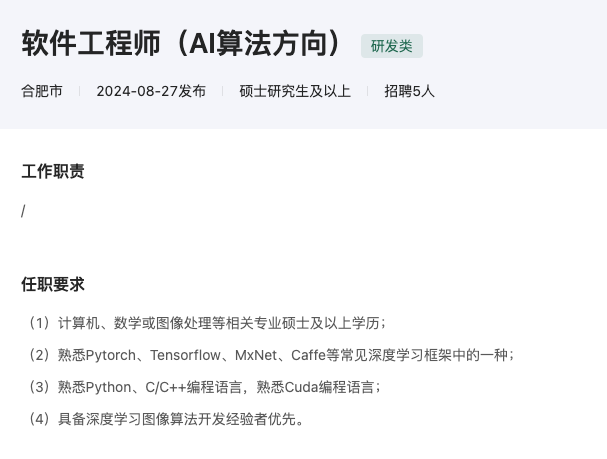 软件工程师（AI算法方向） 研发类
合肥市 2024-08-27发布 硕士研究生及以上 招聘5人
工作职责
/
任职要求
（1）计算机、数学或图像处理等相关专业硕士及以上学历；
（2）熟悉Pytorch、Tensorflow、MxNet、Caffe等常见深度学习框架中的一种；
（3）熟悉Python、C/C++编程语言，熟悉Cuda编程语言；
（4）具备深度学习图像算法开发经验者优先。